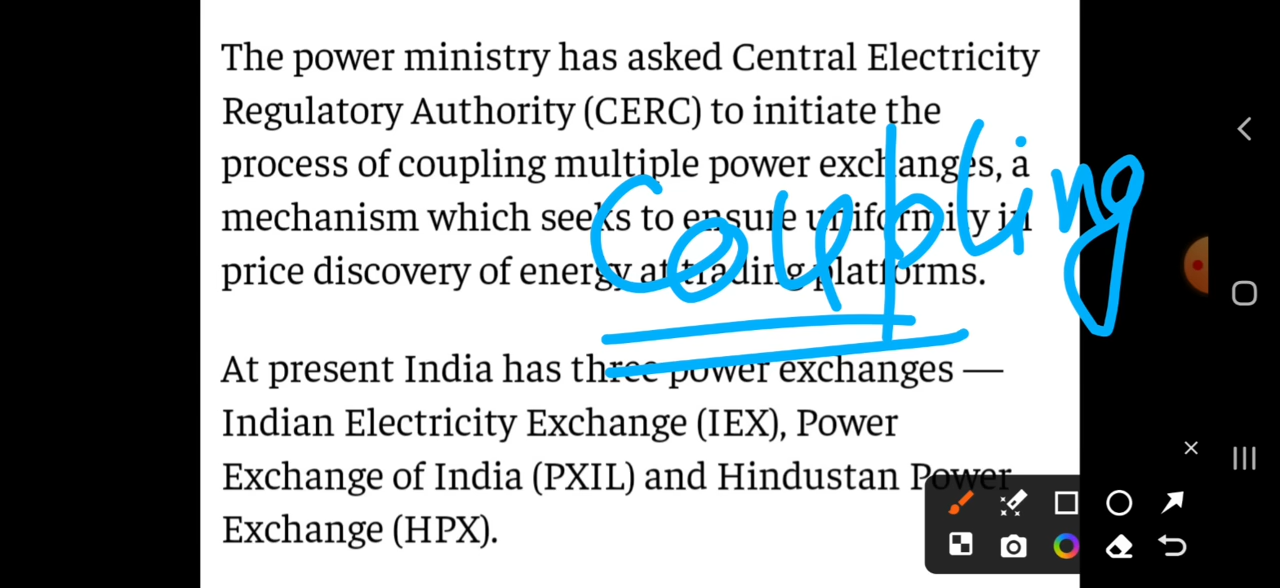 The power ministry has asked Central Electricity
Regulatory Authority (CERC) to initiate the
process of coupling multiple power exchanges, a
mechanism which seeks to ensure uniformity in
price discovery of energy at trading platforms.
Coupling
At present India has three power exchanges —
Indian Electricity Exchange (IEX), Power
Exchange of India (PXIL) and Hindustan Power
Exchange (HPX).